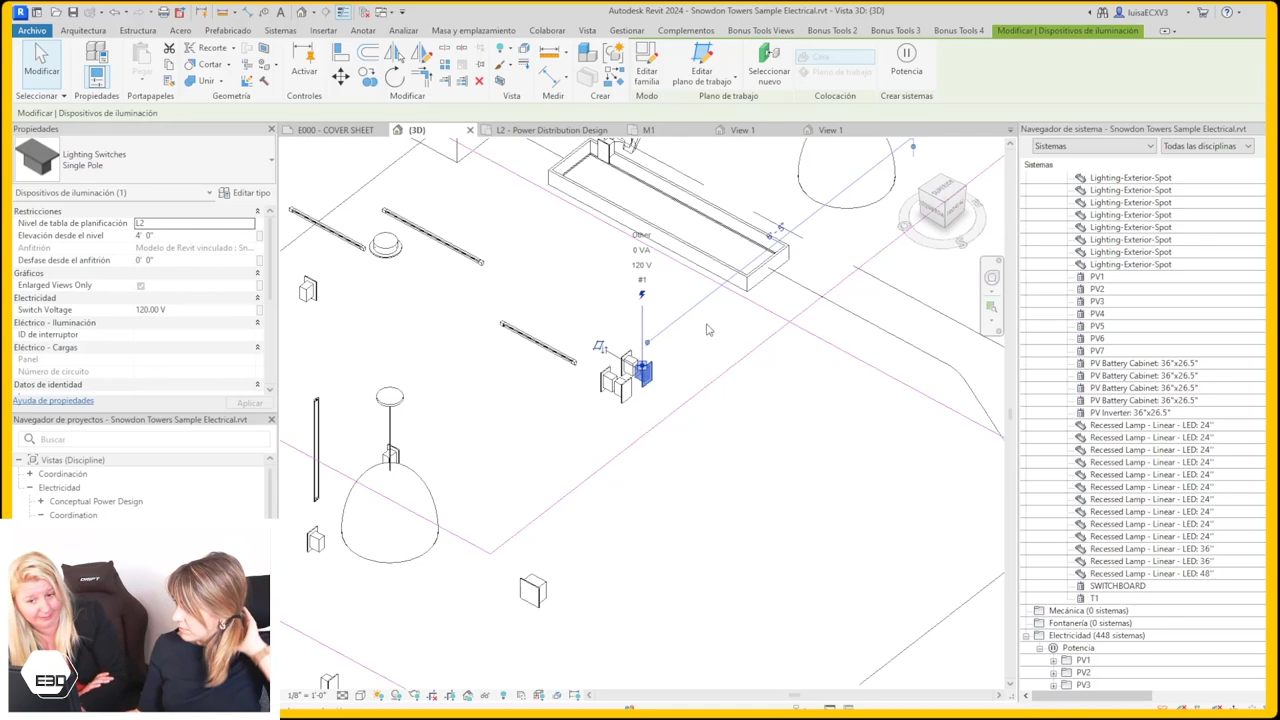 Autodesk Revit 2024 - Snowdon Towers Sample Electrical.rvt - Vista 3D: {3D}
luisaECXV3
Archivo Arquitectura Estructura Acero Prefabricado Sistemas Insertar Anotar Analizar Masa y emplazamiento Colaborar Vista Gestionar Complementos Bonus Tools Views Bonus Tools 2 Bonus Tools 3 Bonus Tools 4 Modificar | Dispositivos de iluminación
Modificar
Propiedades
Pegar
Recorte
Cortar
Unir
Activar
Editar familia
Editar plano de trabajo
Seleccionar nuevo
Cara
Plano de trabajo
Potencia
Seleccionar Propiedades Portapapeles Geometría Controles Modificar Vista Medir Crear Modo Plano de trabajo Colocación Crear sistemas
Modificar | Dispositivos de iluminación
Propiedades
Lighting Switches
Single Pole
Dispositivos de iluminación (1)
Editar tipo
Restricciones
Nivel de tabla de planificación L2
Elevación desde el nivel 4' 0"
Anfitrión Modelo de Revit vinculado : Sn...
Desfase desde el anfitrión 0' 0"
Gráficos
Enlarged Views Only
Electricidad
Switch Voltage 120.00 V
Eléctrico - Iluminación
ID de interruptor
Eléctrico - Cargas
Panel
Número de circuito
Datos de identidad
Ayuda de propiedades
Aplicar
Navegador de proyectos - Snowdon Towers Sample Electrical.rvt
Buscar
Vistas (Discipline)
Coordinación
Electricidad
Conceptual Power Design
Coordination
DRIFT
E3D
E000 - COVER SHEET
{3D}
L2 - Power Distribution Design
M1
View 1
View 1
Other
0 VA
120 V
#1
1/8" = 1'-0"
Navegador de sistema - Snowdon Towers Sample Electrical.rvt
Sistemas
Todas las disciplinas
Sistemas
Lighting-Exterior-Spot
Lighting-Exterior-Spot
Lighting-Exterior-Spot
Lighting-Exterior-Spot
Lighting-Exterior-Spot
Lighting-Exterior-Spot
Lighting-Exterior-Spot
Lighting-Exterior-Spot
PV1
PV2
PV3
PV4
PV5
PV6
PV7
PV Battery Cabinet: 36"x26.5"
PV Battery Cabinet: 36"x26.5"
PV Battery Cabinet: 36"x26.5"
PV Battery Cabinet: 36"x26.5"
PV Inverter: 36"x26.5"
Recessed Lamp - Linear - LED: 24"
Recessed Lamp - Linear - LED: 24"
Recessed Lamp - Linear - LED: 24"
Recessed Lamp - Linear - LED: 24"
Recessed Lamp - Linear - LED: 24"
Recessed Lamp - Linear - LED: 24"
Recessed Lamp - Linear - LED: 24"
Recessed Lamp - Linear - LED: 24"
Recessed Lamp - Linear - LED: 24"
Recessed Lamp - Linear - LED: 24"
Recessed Lamp - Linear - LED: 36"
Recessed Lamp - Linear - LED: 36"
Recessed Lamp - Linear - LED: 48"
SWITCHBOARD
T1
Mecánica (0 sistemas)
Fontanería (0 sistemas)
Electricidad (448 sistemas)
Potencia
PV1
PV2
PV3